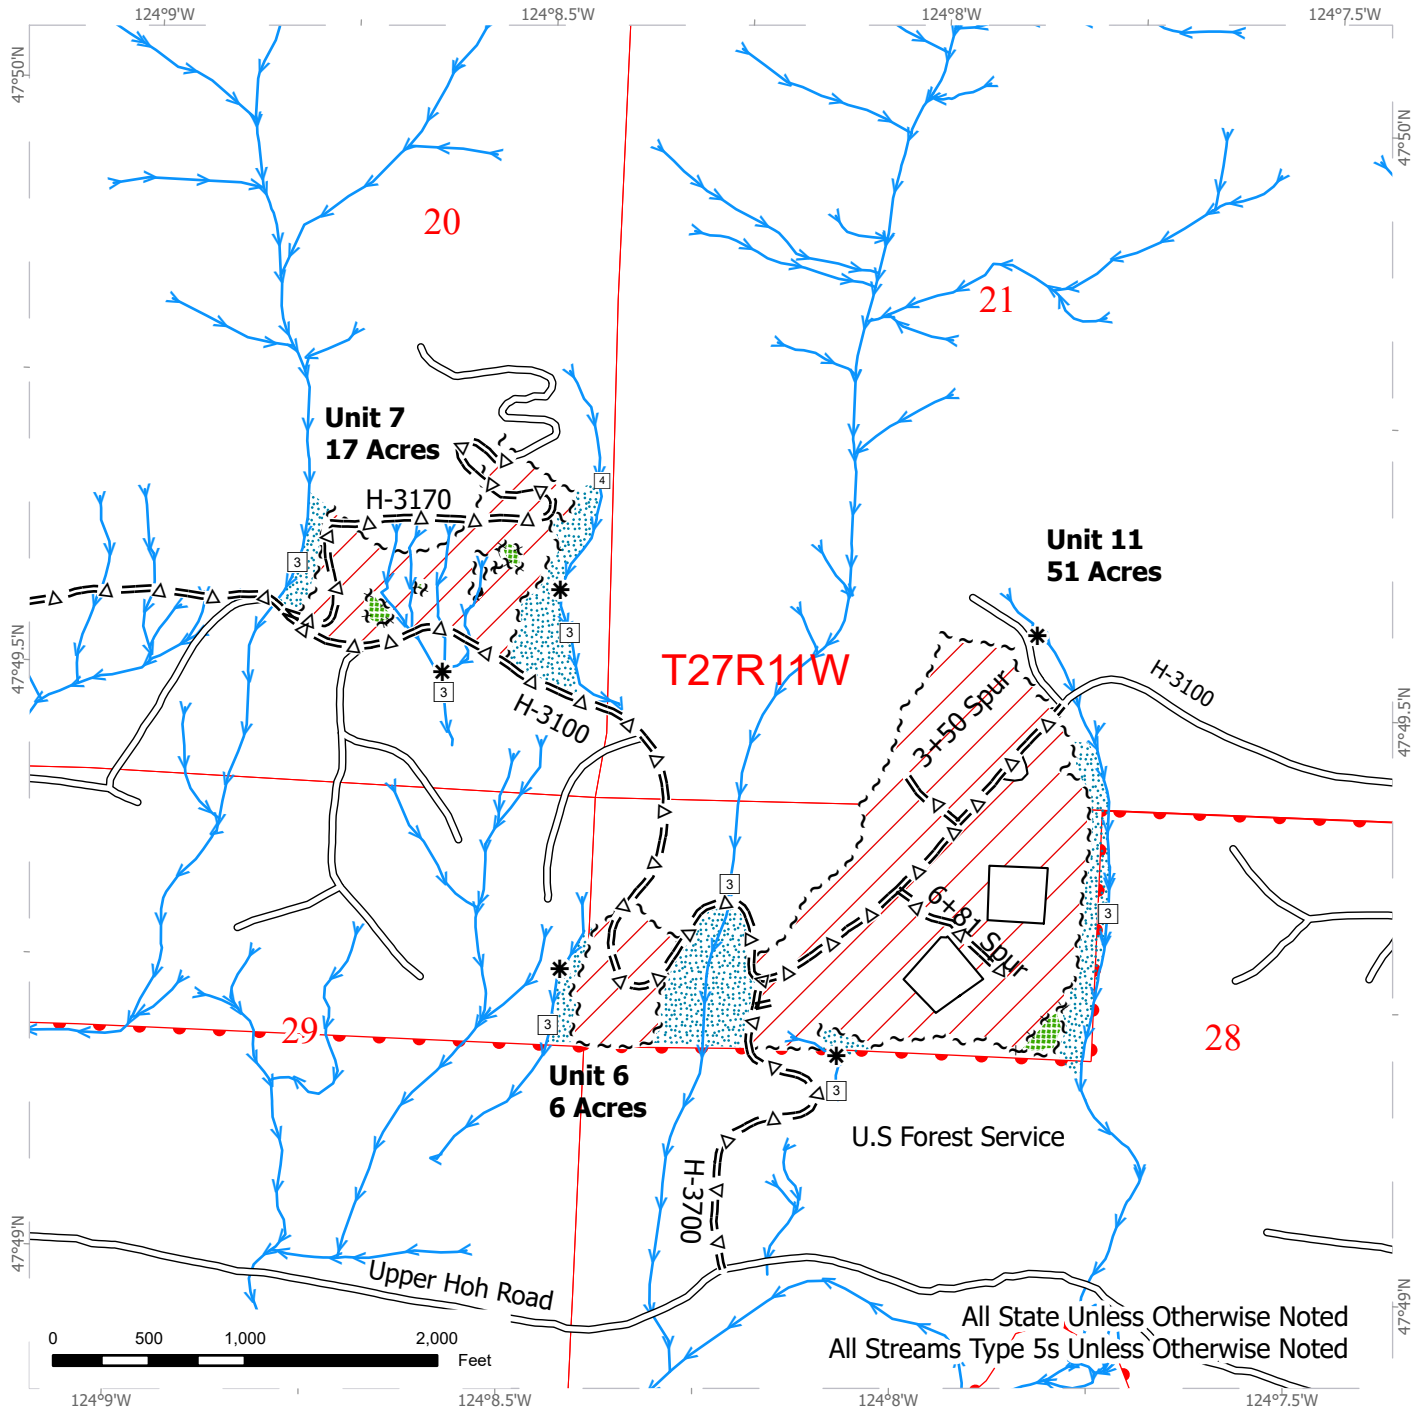 124°9'W
124°8.5'W
124°8'W
124°7.5'W
47°50'N
47°50'N
20
21
Unit 7
17 Acres
4
H-3170
Unit 11
51 Acres
3
3
47°49.5'N
T27R11W
3
H-3100
3+50 Spur
H-3100
47°49.5'N
3
6+81 Spur
3
3
29
28
Unit 6
6 Acres
3
U.S Forest Service
H-3700
47°49'N
Upper Hoh Road
47°49'N
All State Unless Otherwise Noted
All Streams Type 5s Unless Otherwise Noted
0 500 1,000 2,000
Feet
124°9'W
124°8.5'W
124°8'W
124°7.5'W